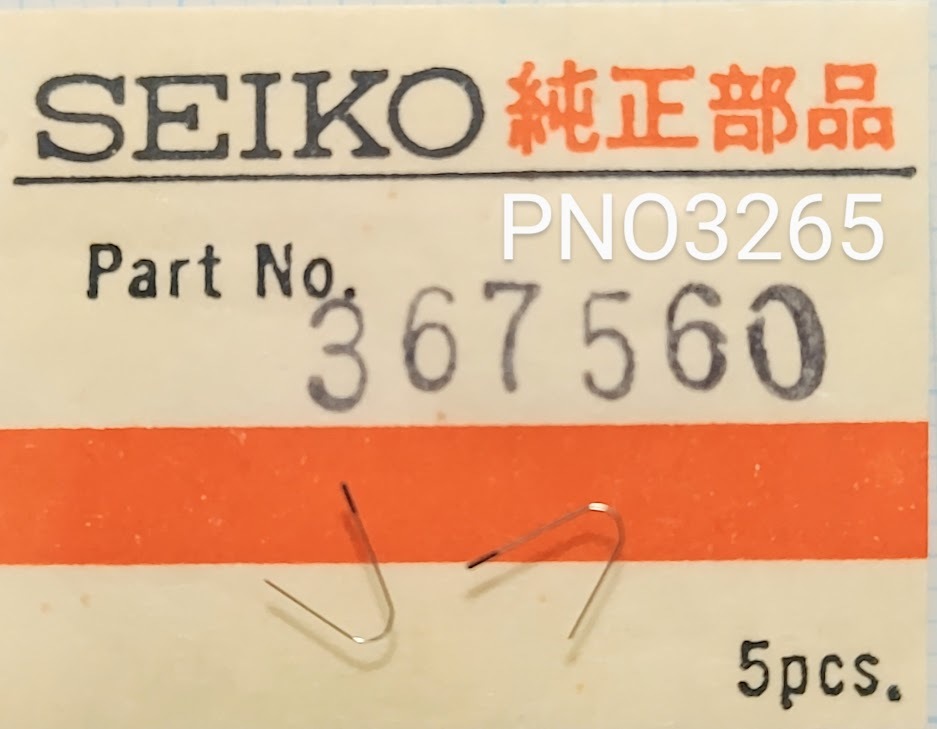 SEIKO 純正部品
PNO3265
Part No. 367560
5pcs.